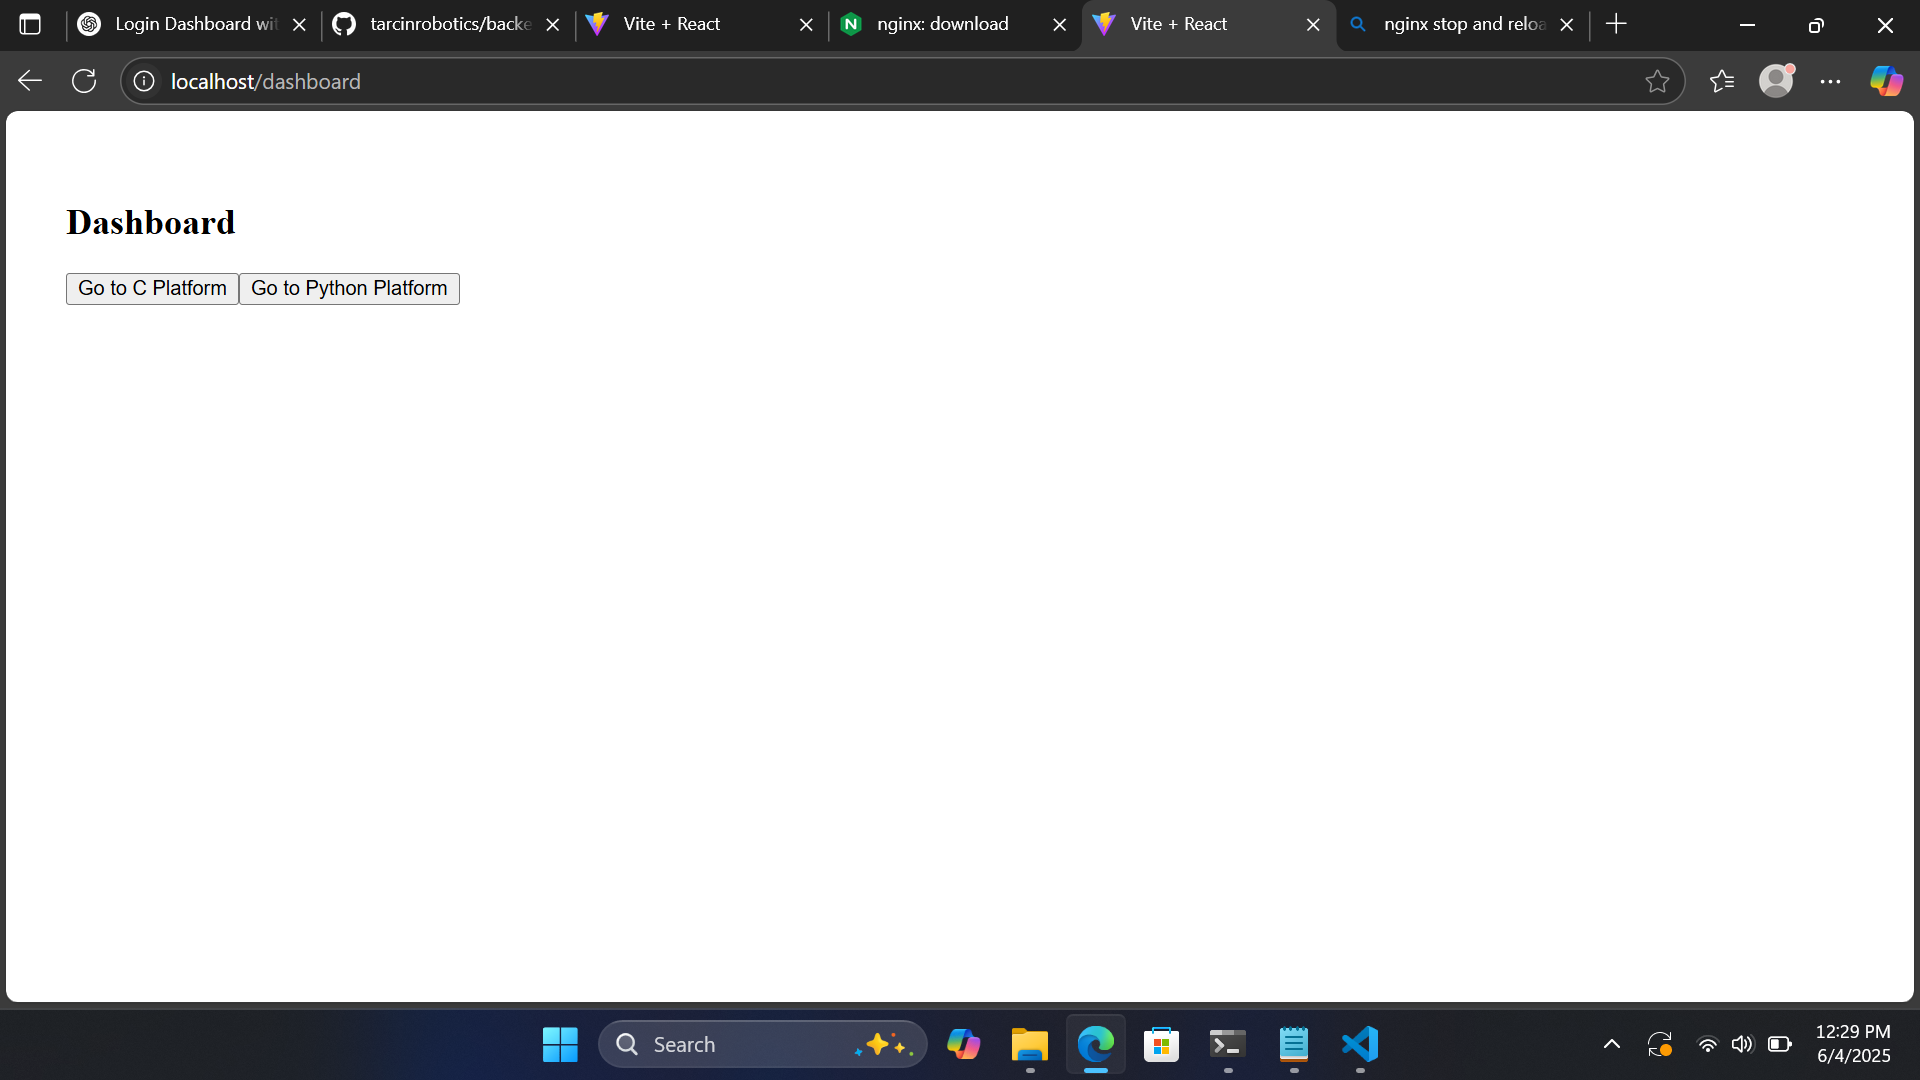 Login Dashboard wit
tarcinrobotics/backe
Vite + React
nginx: download
Vite + React
nginx stop and reloa
localhost/dashboard
Dashboard
Go to C Platform
Go to Python Platform
Search
12:29 PM
6/4/2025